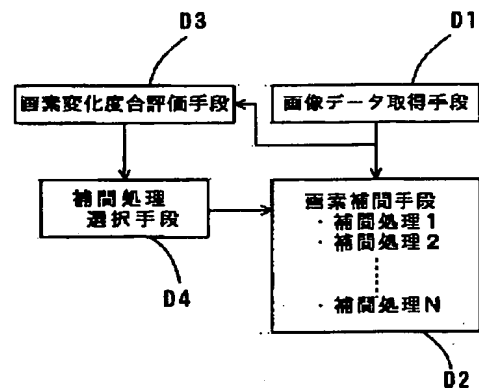 D3
D1
画素変化度合評価手段
画像データ取得手段
補間処理
選択手段
画素補間手段
・補間処理1
・補間処理2
・補間処理N
D4
D2